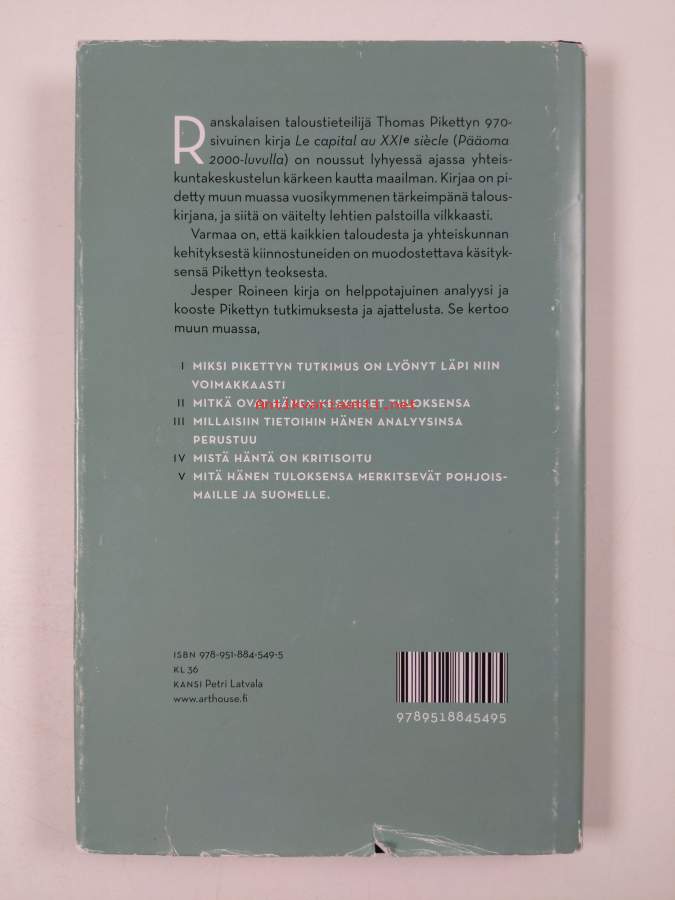 Ranskalaisen taloustieteilijä Thomas Pikettyn 970-
sivuinen kirja Le capital au XXIe siècle (Pääoma
2000-luvulla) on noussut lyhyessä ajassa yhteis-
kuntakeskustelun kärkeen kautta maailman. Kirjaa on pi-
detty muun muassa vuosikymmenen tärkeimpänä talous-
kirjana, ja siitä on väitelty lehtien palstoilla vilkkaasti.
Varmaa on, että kaikkien taloudesta ja yhteiskunnan
kehityksestä kiinnostuneiden on muodostettava käsityk-
sensä Pikettyn teoksesta.
Jesper Roineen kirja on helppotajuinen analyysi ja
kooste Pikettyn tutkimuksesta ja ajattelusta. Se kertoo
muun muassa,
I MIKSI PIKETTYN TUTKIMUS ON LYÖNYT LÄPI NIIN
VOIMAKKAASTI
II MITKÄ OVAT HÄNEN KESKEISET TULOKSENSA
Antikvariaatti.net
III MILLAISIIN TIETOIHIN HÄNEN ANALYYSINSA
PERUSTUU
IV MISTÄ HÄNTÄ ON KRITISOITU
V MITÄ HÄNEN TULOKSENSA MERKITSEVÄT POHJOIS-
MAILLE JA SUOMELLE.
ISBN 978-951-884-549-5
KL 36
KANSI Petri Latvala
www.arthouse.fi
9789518845495